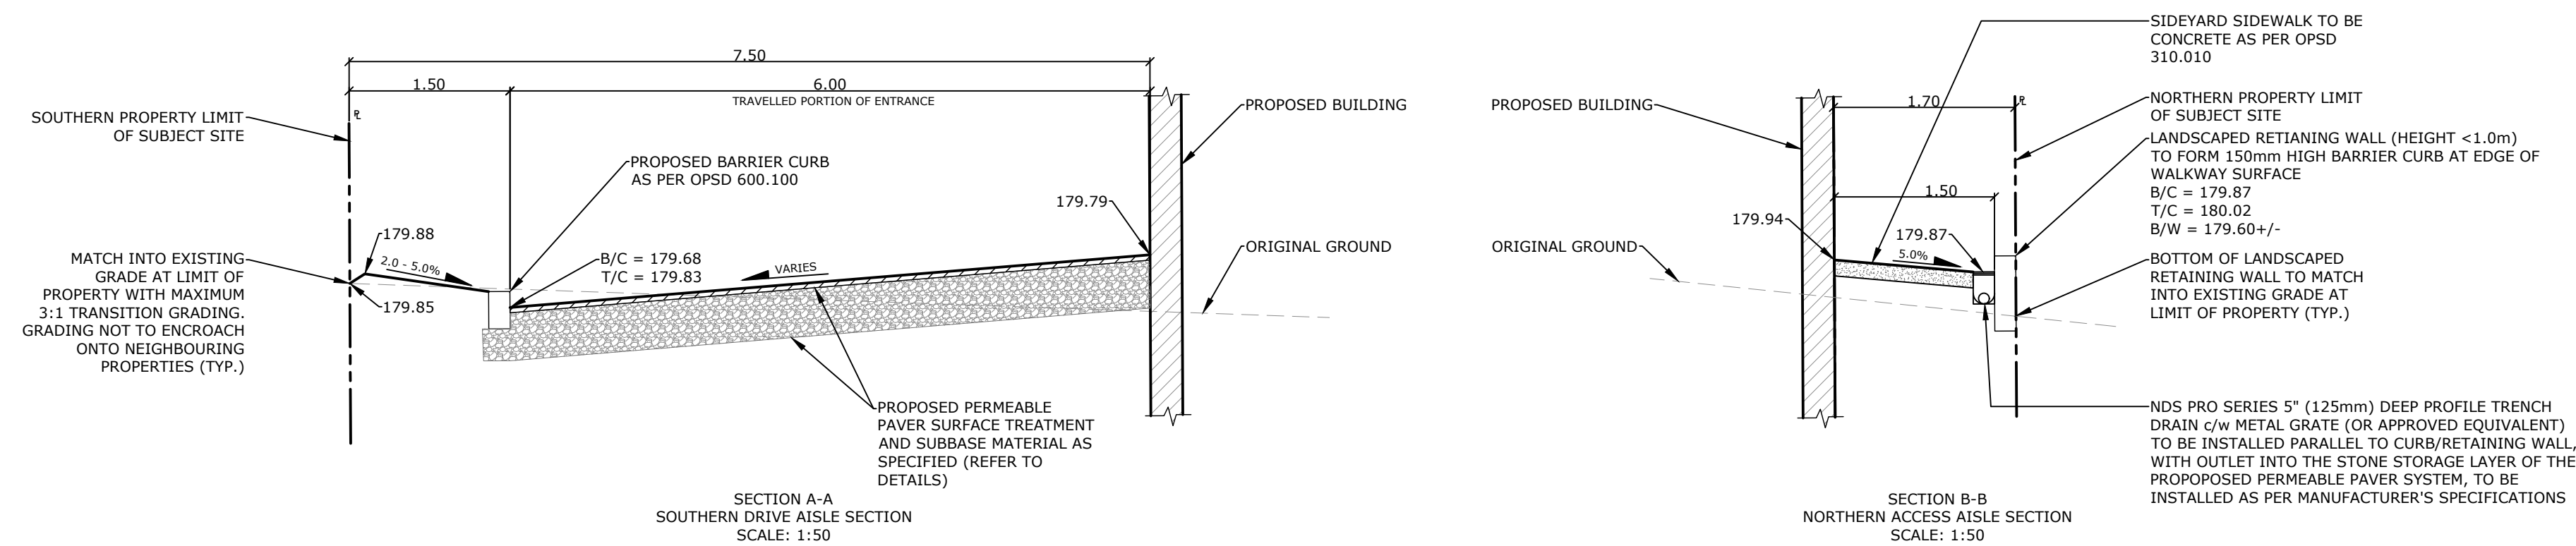 7.50
1.50
6.00
TRAVELLED PORTION OF ENTRANCE
SOUTHERN PROPERTY LIMIT
OF SUBJECT SITE
PROPOSED BUILDING
PROPOSED BARRIER CURB
AS PER OPSD 600.100
179.79
179.88
2.0 - 5.0%
179.85
MATCH INTO EXISTING
GRADE AT LIMIT OF
PROPERTY WITH MAXIMUM
3:1 TRANSITION GRADING.
GRADING NOT TO ENCROACH
ONTO NEIGHBOURING
PROPERTIES (TYP.)
B/C = 179.68
T/C = 179.83
VARIES
ORIGINAL GROUND
PROPOSED PERMEABLE
PAVER SURFACE TREATMENT
AND SUBBASE MATERIAL AS
SPECIFIED (REFER TO
DETAILS)
SECTION A-A
SOUTHERN DRIVE AISLE SECTION
SCALE: 1:50
SIDEYARD SIDEWALK TO BE
CONCRETE AS PER OPSD
310.010
PROPOSED BUILDING
1.70
NORTHERN PROPERTY LIMIT
OF SUBJECT SITE
LANDSCAPED RETIANING WALL (HEIGHT <1.0m)
TO FORM 150mm HIGH BARRIER CURB AT EDGE OF
WALKWAY SURFACE
B/C = 179.87
T/C = 180.02
B/W = 179.60+/-
1.50
179.94
179.87
5.0%
ORIGINAL GROUND
BOTTOM OF LANDSCAPED
RETAINING WALL TO MATCH
INTO EXISTING GRADE AT
LIMIT OF PROPERTY (TYP.)
NDS PRO SERIES 5" (125mm) DEEP PROFILE TRENCH
DRAIN c/w METAL GRATE (OR APPROVED EQUIVALENT)
TO BE INSTALLED PARALLEL TO CURB/RETAINING WALL,
WITH OUTLET INTO THE STONE STORAGE LAYER OF THE
PROPOPOSED PERMEABLE PAVER SYSTEM, TO BE
INSTALLED AS PER MANUFACTURER'S SPECIFICATIONS
SECTION B-B
NORTHERN ACCESS AISLE SECTION
SCALE: 1:50